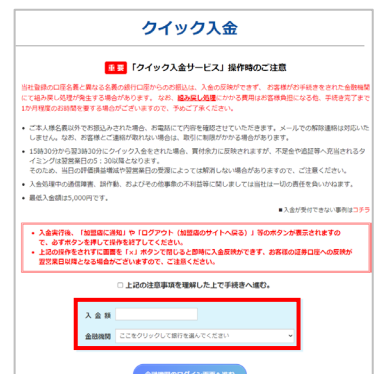 クイック入金
重要 「クイック入金サービス」操作時のご注意
当社登録の口座名義と異なる名義の銀行口座からのお振込は、入金の反映ができず、お客様がお手続きをされた金融機関
にて組み戻し処理が発生する場合があります。なお、組み戻し処理にかかる費用はお客様負担になる他、手続き完了まで
1か月程度のお時間を要する場合がございますので、予めご了承ください。
• ご本人様名義以外でお振込みされた場合、お電話にて内容を確認させていただきます。メールでの解除連絡は対応いた
しません。なお、お客様とご連絡が取れない場合は、取引に制限がかかる場合があります。
• 15時30分から翌3時30分にクイック入金をされた場合、買付余力に反映されますが、不足金や追証等へ充当されるタ
イミングは翌営業日の5：30以降となります。
そのため、当日の評価損益増減や翌営業日の受渡によっては解消しない場合がありますので、ご注意ください。
• 入金処理中の通信障害、誤作動、およびその他事象の不利益等に関しましては当社は一切の責任を負いかねます。
• 最低入金額は5,000円です。
■入金が受付できない事例はコチラ
• 入金実行後、「加盟店に通知」や「ログアウト（加盟店のサイトへ戻る）」等のボタンが表示されますの
で、必ずボタンを押して操作を終了してください。
• 上記の操作をされずに画面を「×」ボタンで閉じると即時に入金反映ができず、お客様の証券口座への反映が
翌営業日以降となる場合がございますので、ご注意ください。
□ 上記の注意事項を理解した上で手続きへ進む。
入 金 額
金融機関 ここをクリックして銀行を選んでください